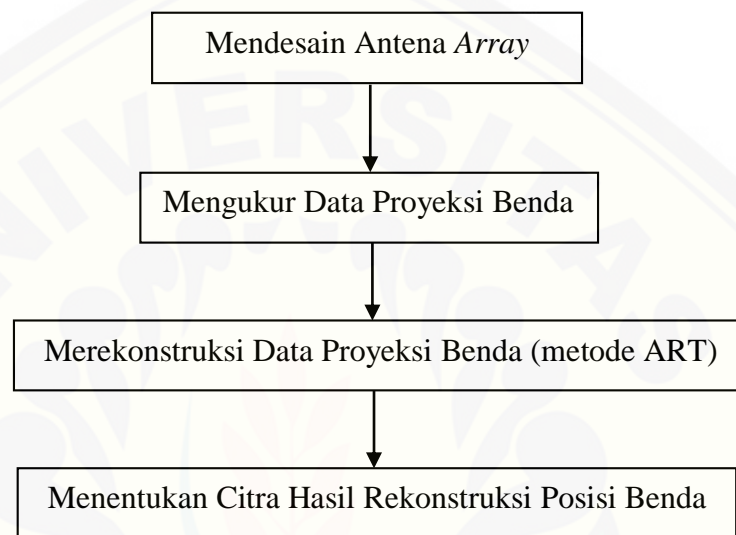 Mendesain Antena Array
Mengukur Data Proyeksi Benda
Merekonstruksi Data Proyeksi Benda (metode ART)
Menentukan Citra Hasil Rekonstruksi Posisi Benda
UNIVERSITAS